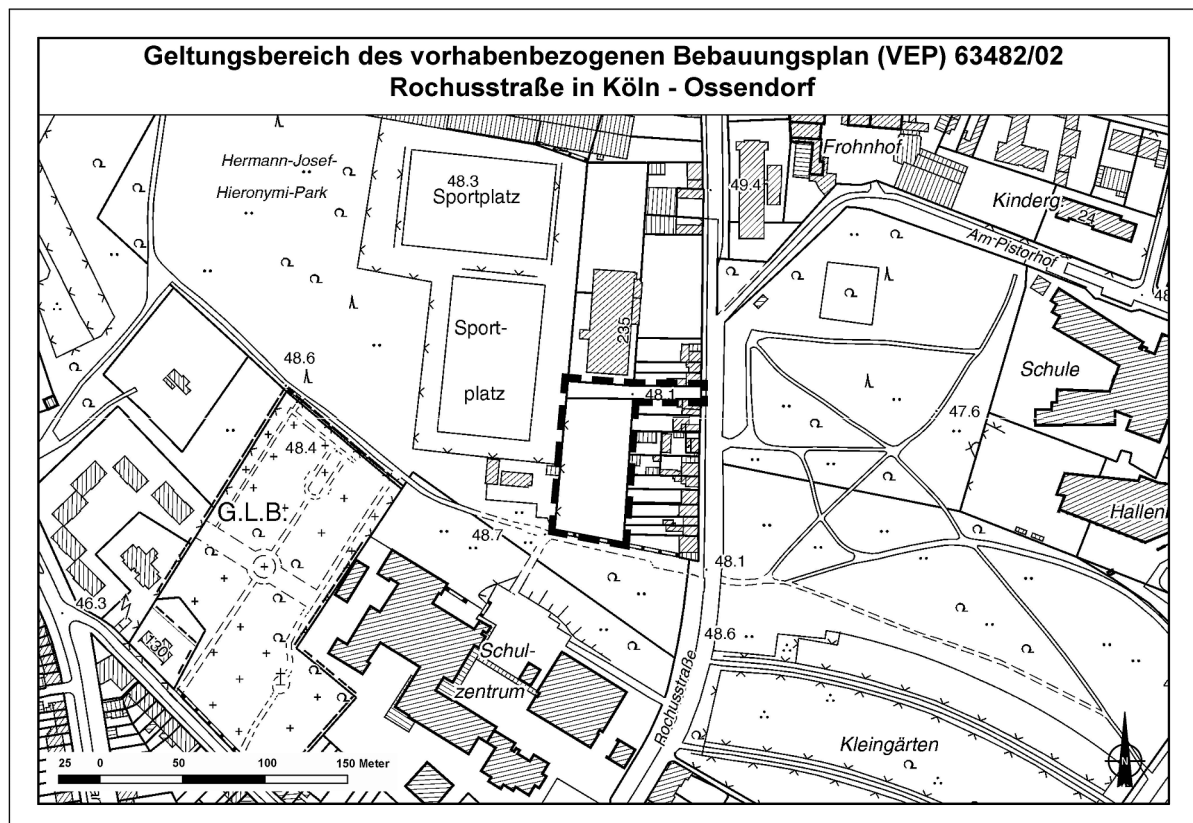 Geltungsbereich des vorhabenbezogenen Bebauungsplan (VEP) 63482/02
Rochusstraße in Köln - Ossendorf
Hermann-Josef-
Hieronymi-Park
48.3
Sportplatz
49.4
Frohnhof
Kinderg.
24
Am Pistorhof
48
Sport-
platz
235
48.6
48.1
47.6
Schule
48.4
G.L.B.
48.7
Hallen
48.1
46.3
130
48.6
Schul-
zentrum
Rochusstraße
Kleingärten
25 0 50 100 150 Meter
N